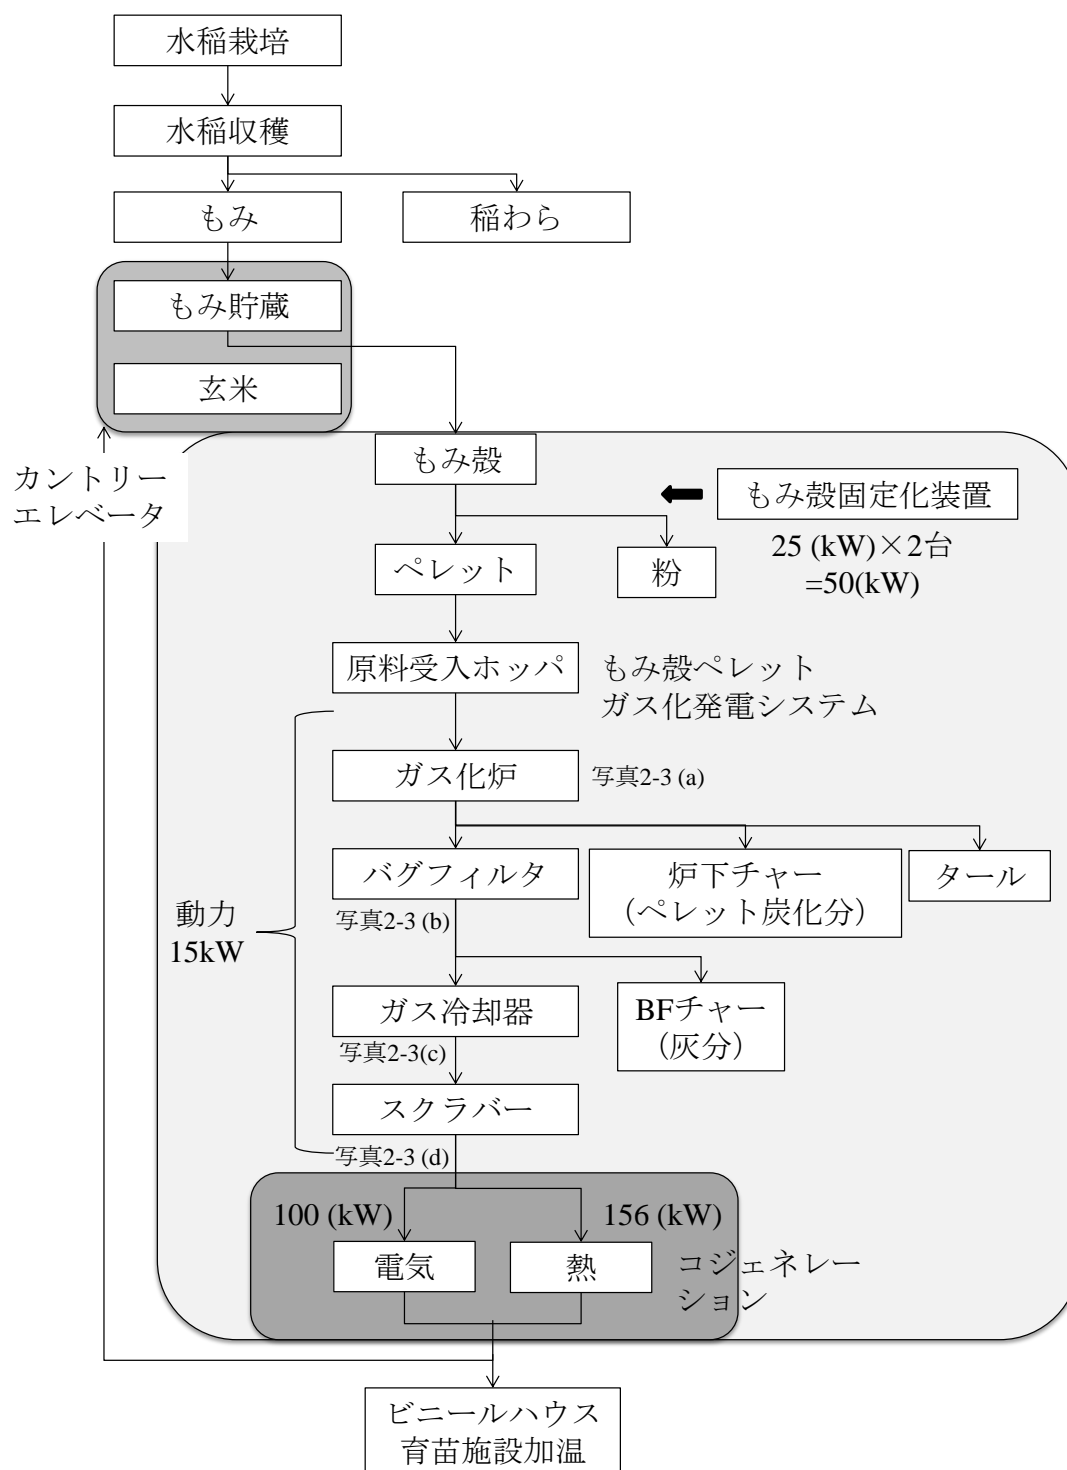 水稲栽培
水稲収穫
もみ
稲わら
もみ貯蔵
玄米
カントリー
エレベータ
もみ殻
もみ殻固定化装置
25 (kW)×2台
=50(kW)
ペレット
粉
原料受入ホッパ
もみ殻ペレット
ガス化発電システム
ガス化炉
写真2-3 (a)
バグフィルタ
写真2-3 (b)
炉下チャー
（ペレット炭化分）
タール
動力
15kW
ガス冷却器
写真2-3(c)
BFチャー
（灰分）
スクラバー
写真2-3 (d)
100 (kW)
156 (kW)
電気
熱
コジェネレー
ション
ビニールハウス
育苗施設加温